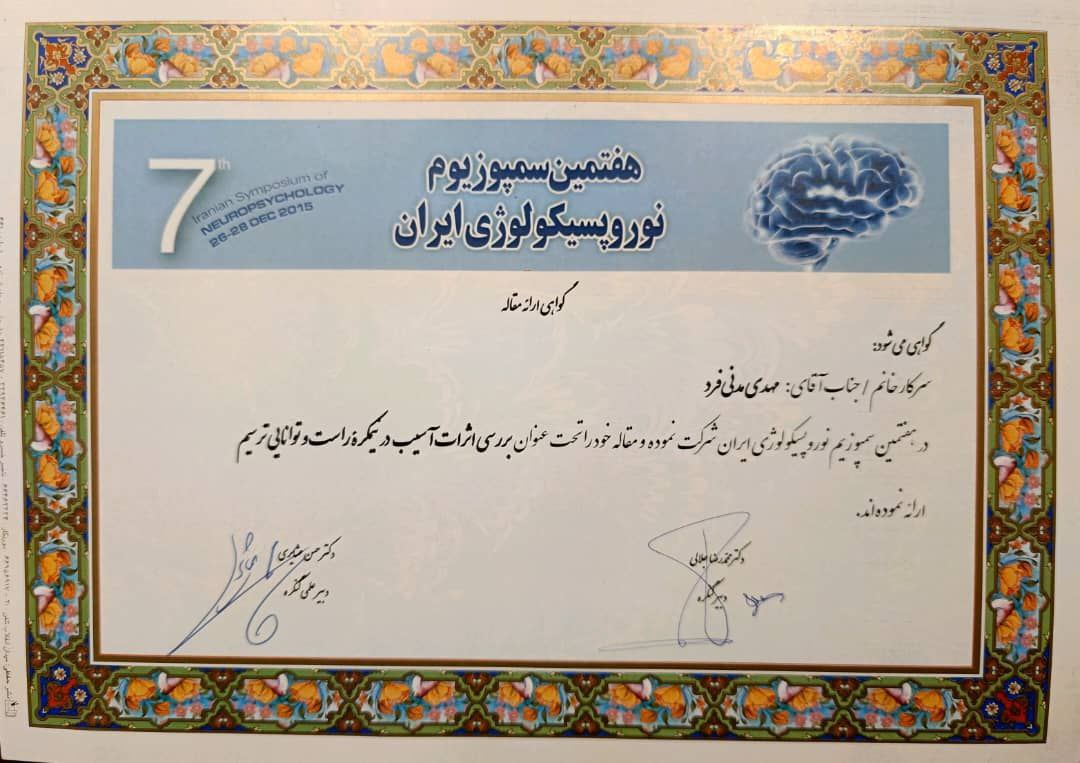 7th
Iranian Symposium of
NEUROPSYCHOLOGY
26-28 DEC 2015
هفتمین سمپوزیوم
نوروپسیکولوژی ایران
گواهی ارائه مقاله
گواهی می شود:
سرکار خانم / جناب آقای: مهدی مدنی فرد
در هفتمین سمپوزیم نوروپسیکولوژی ایران شرکت نموده و مقاله خود را تحت عنوان بررسی اثرات آسیب در نیمکره راست و توانایی ترسیم
ارائه نموده‌اند.
دکتر محمدرضا جلالی
دبیر کنگره
دکتر حسن عشایری
دبیر علمی کنگره